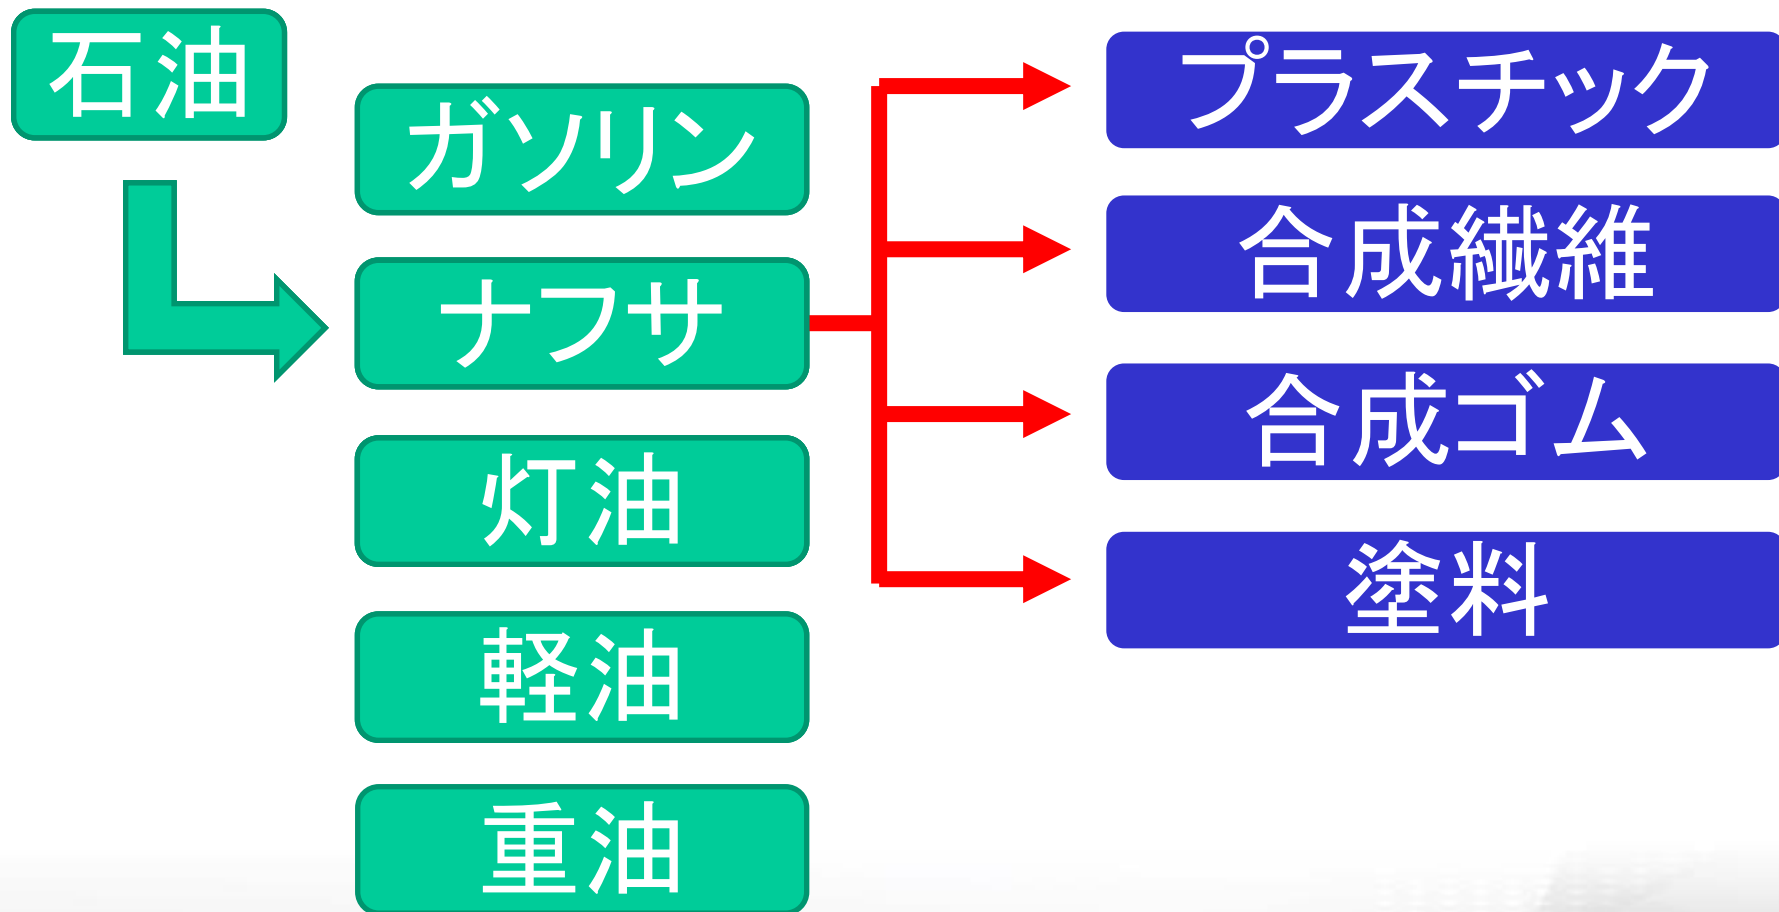 石油
ガソリン
ナフサ
灯油
軽油
重油
プラスチック
合成繊維
合成ゴム
塗料